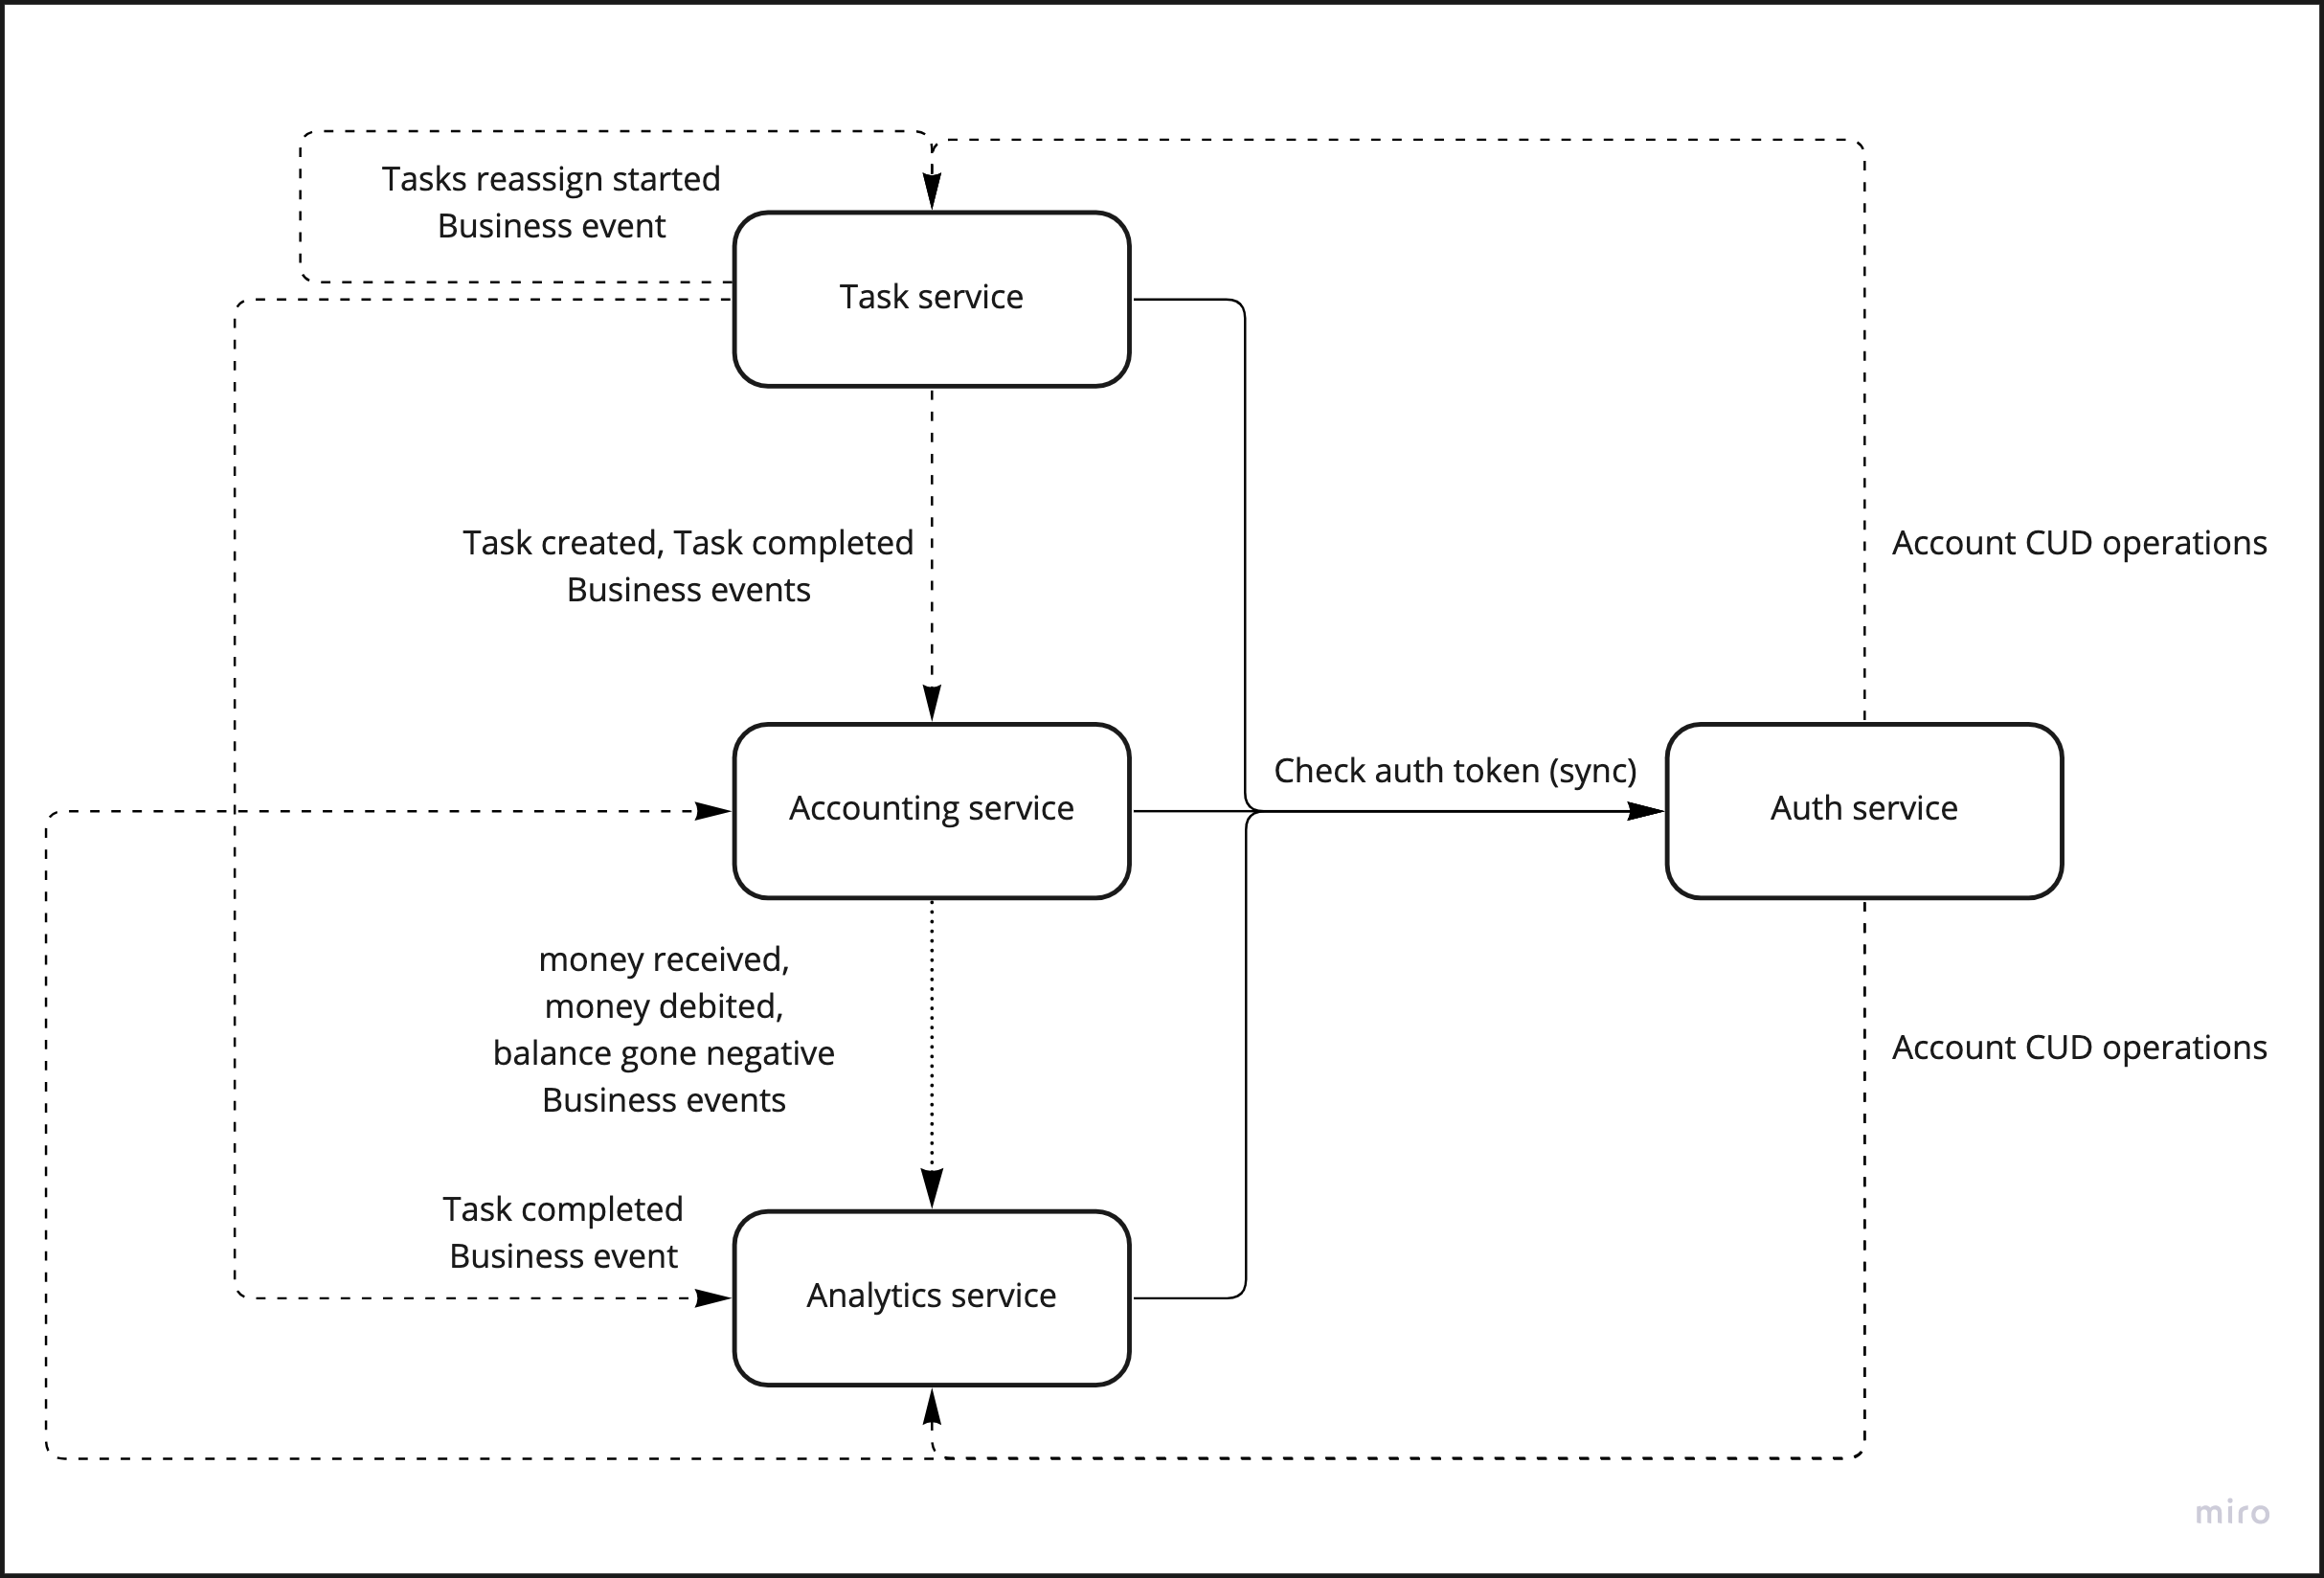 Tasks reassign started
Business event
Task service
Task created, Task completed
Business events
Account CUD operations
Check auth token (sync)
Accounting service
Auth service
money received,
money debited,
balance gone negative
Business events
Account CUD operations
Task completed
Business event
Analytics service
miro